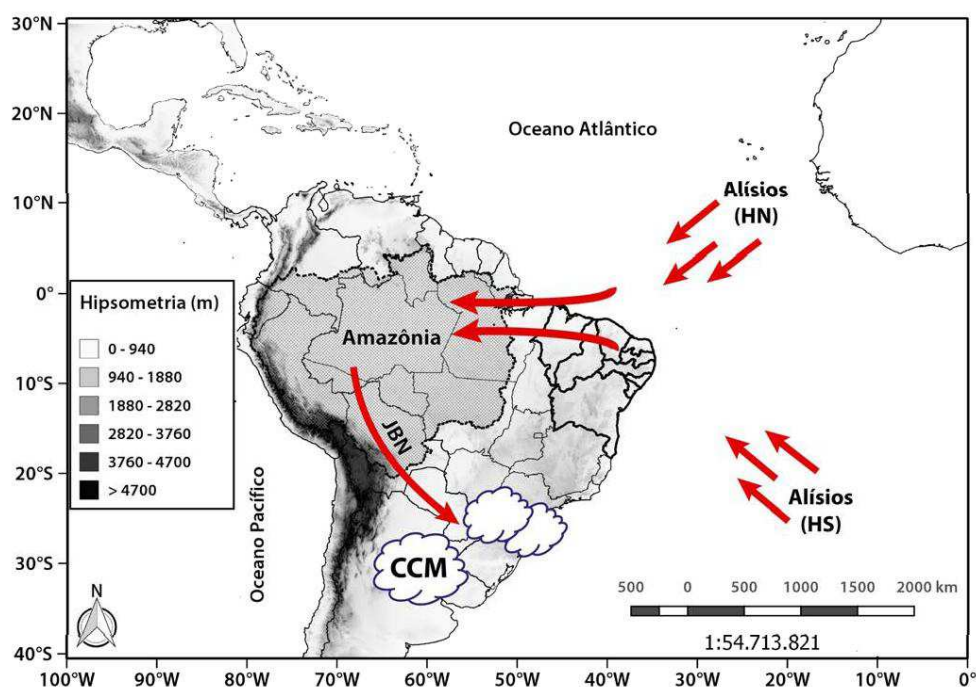 30°N
20°N
10°N
0°
10°S
20°S
30°S
40°S
100°W
90°W
80°W
70°W
60°W
50°W
40°W
30°W
20°W
10°W
0
Oceano Atlântico
Alísios
(HN)
Hipsometria (m)
0 - 940
940 - 1880
1880 - 2820
2820 - 3760
3760 - 4700
> 4700
Amazônia
JBN
Oceano Pacífico
Alísios
(HS)
CCM
N
500 0 500 1000 1500 2000 km
1:54.713.821